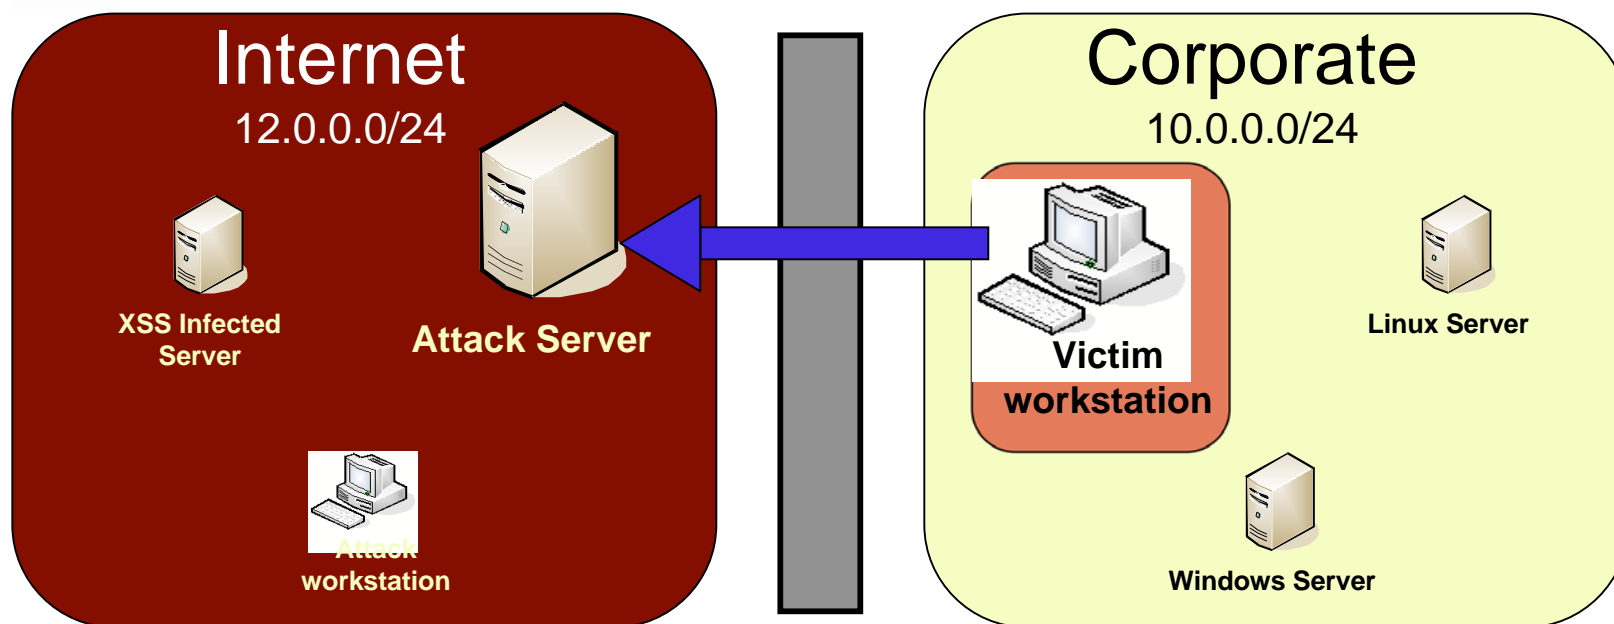 Internet
12.0.0.0/24
XSS Infected
Server
Attack Server
Attack
workstation
Corporate
10.0.0.0/24
Victim
workstation
Linux Server
Windows Server